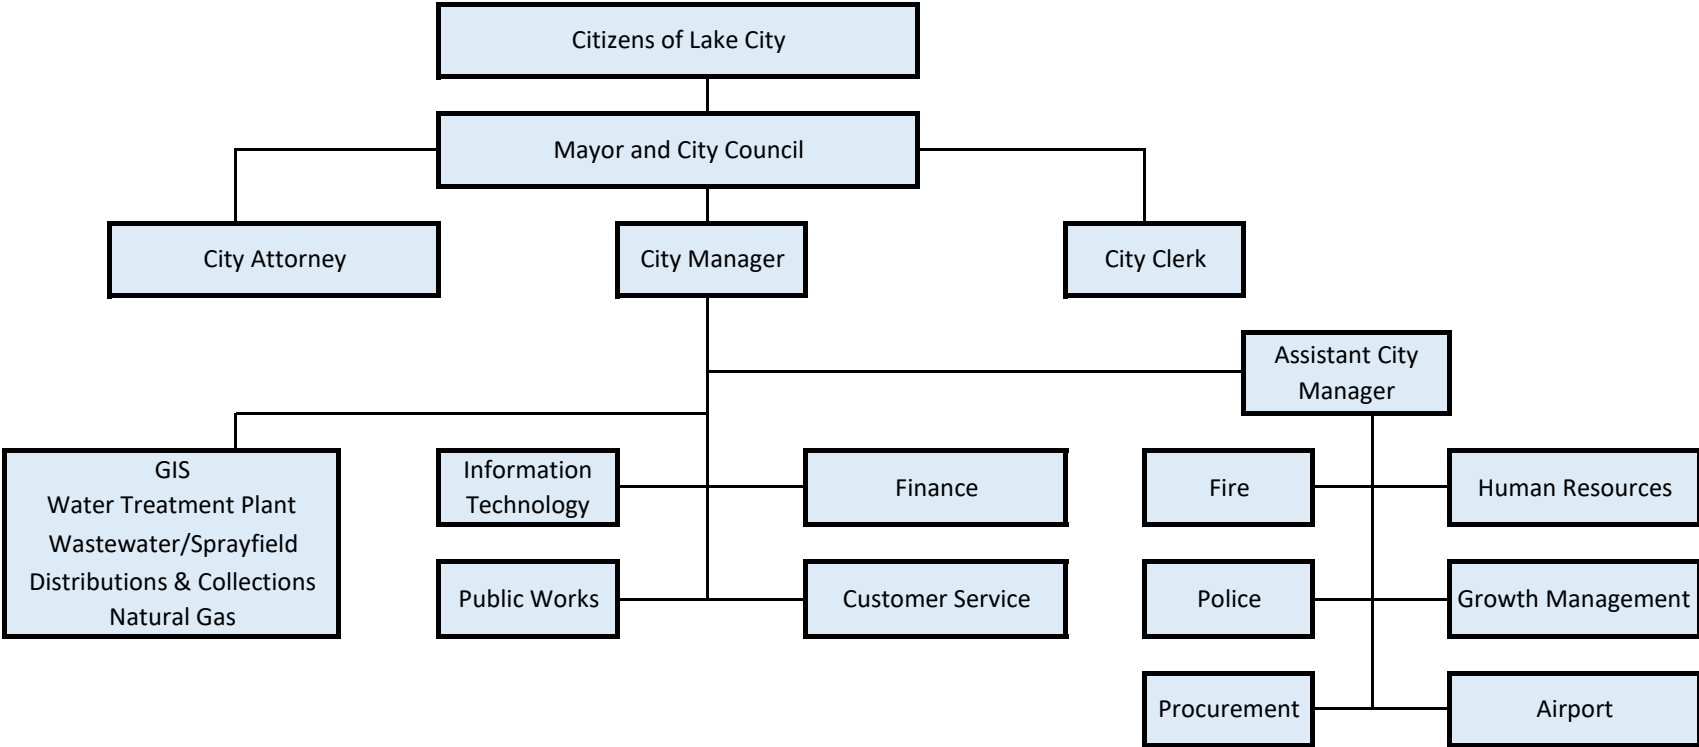 Citizens of Lake City
Mayor and City Council
City Attorney
City Manager
City Clerk
Assistant City
Manager
GIS
Water Treatment Plant
Wastewater/Sprayfield
Distributions & Collections
Natural Gas
Information
Technology
Finance
Fire
Human Resources
Public Works
Customer Service
Police
Growth Management
Procurement
Airport